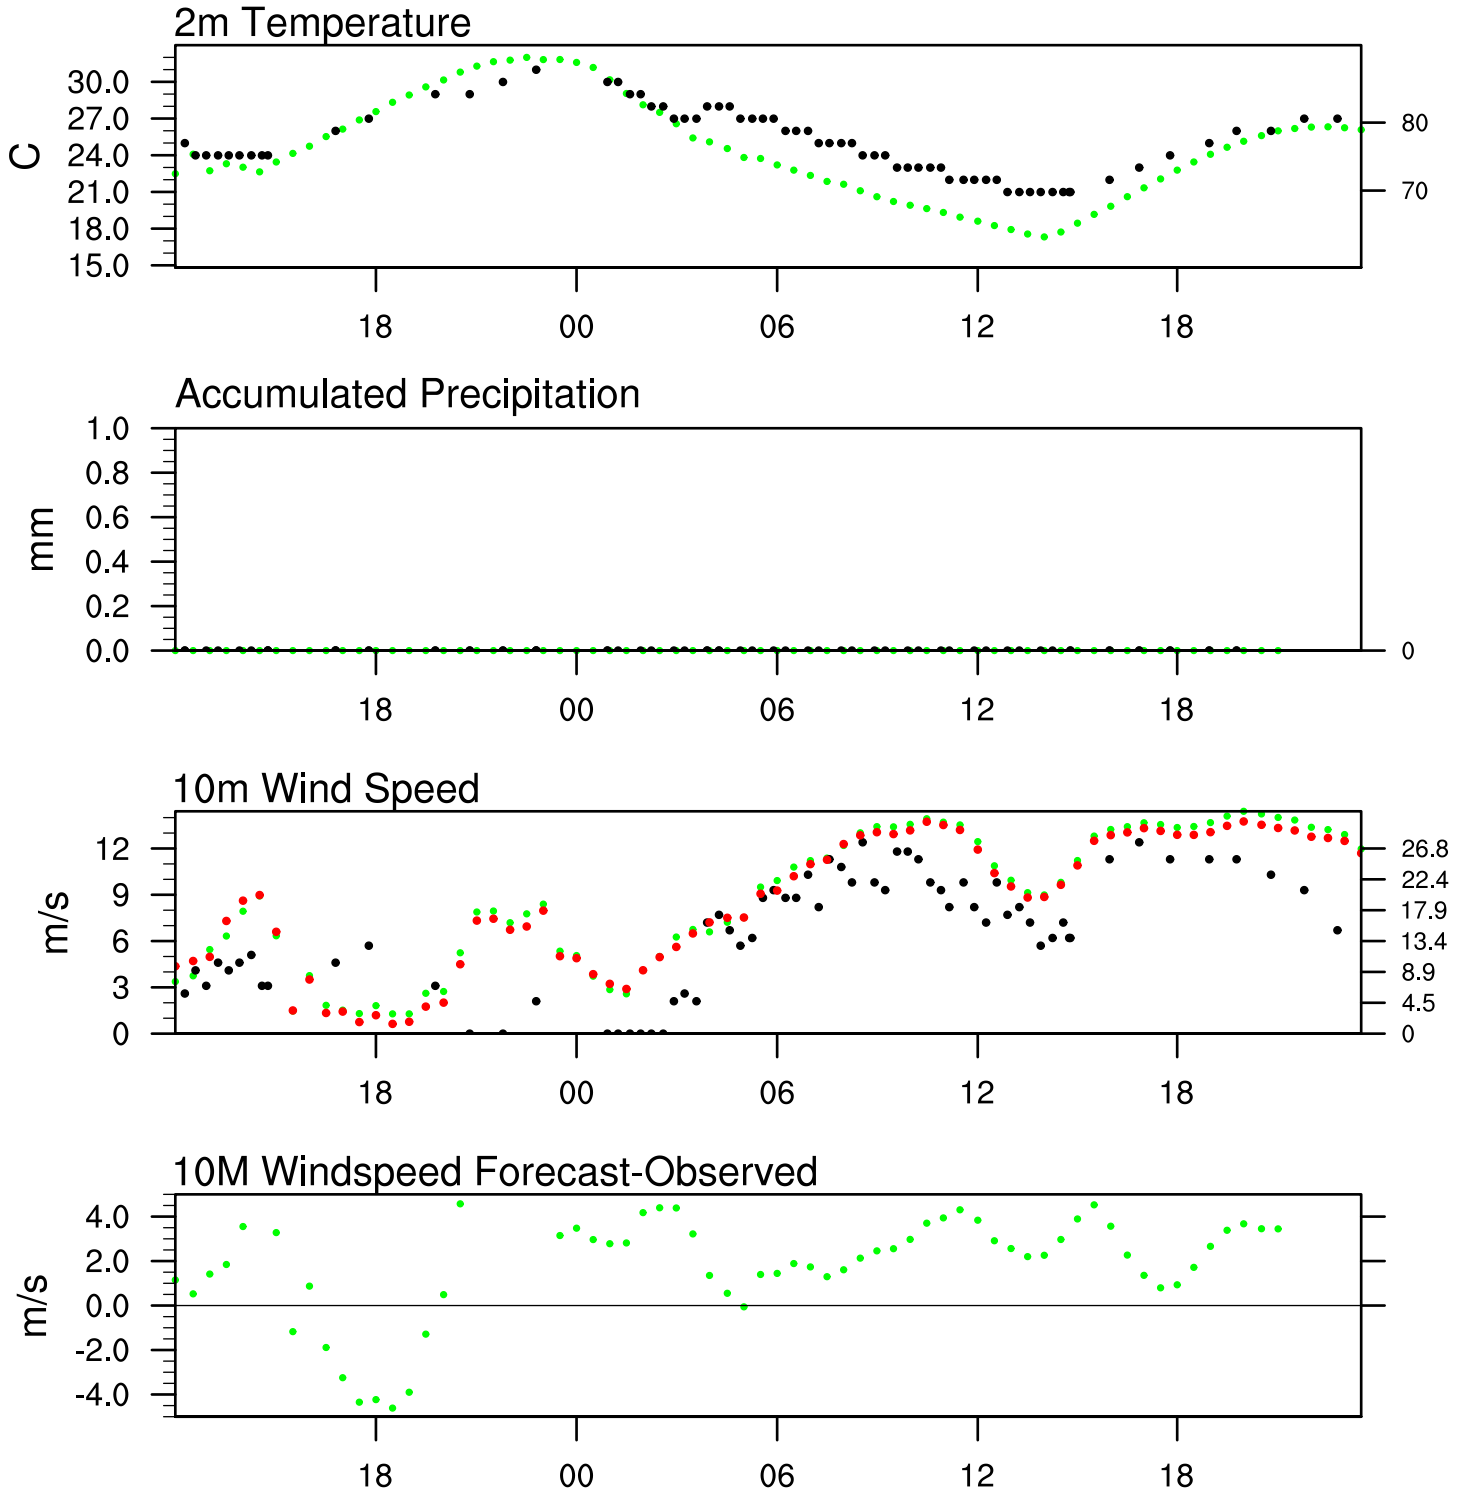 2m Temperature
30.0
27.0
24.0
21.0
18.0
15.0
C
80
70
18 00 06 12 18
Accumulated Precipitation
1.0
0.8
0.6
0.4
0.2
0.0
mm
0
18 00 06 12 18
10m Wind Speed
12
9
6
3
0
m/s
26.8
22.4
17.9
13.4
8.9
4.5
0
18 00 06 12 18
10M Windspeed Forecast-Observed
4.0
2.0
0.0
-2.0
-4.0
m/s
18 00 06 12 18